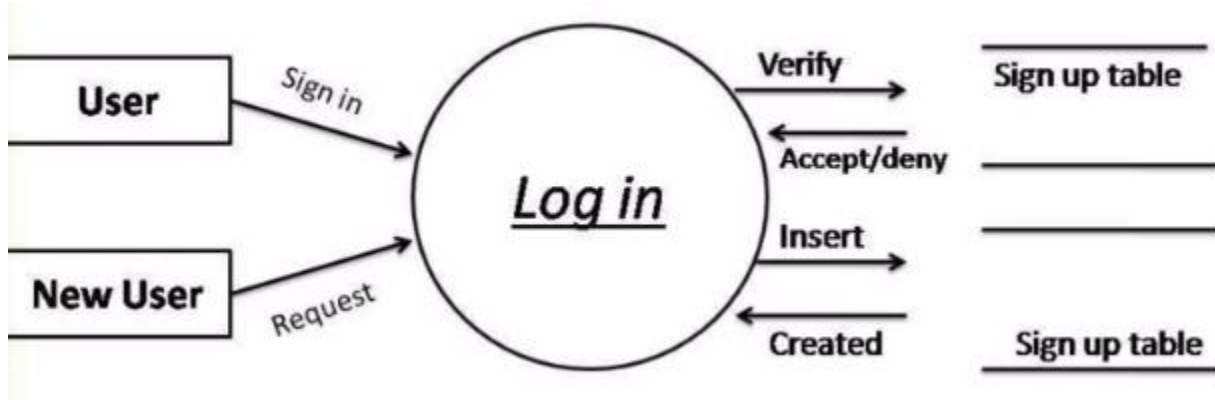 User
Sign in
New User
Request
Log in
Verify
Accept/deny
Insert
Created
Sign up table
Sign up table